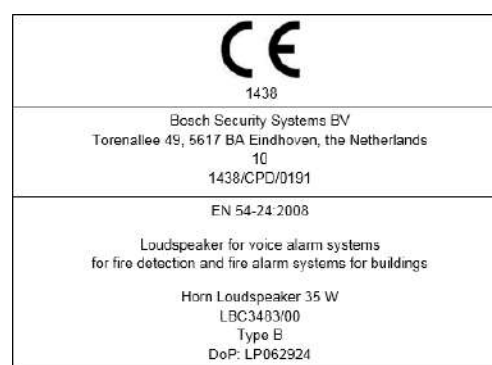 CE
1438
Bosch Security Systems BV
Torenallee 49, 5617 BA Eindhoven, the Netherlands
10
1438/CPD/0191
EN 54-24:2008
Loudspeaker for voice alarm systems
for fire detection and fire alarm systems for buildings
Horn Loudspeaker 35 W
LBC3483/00
Type B
DoP: LP062924